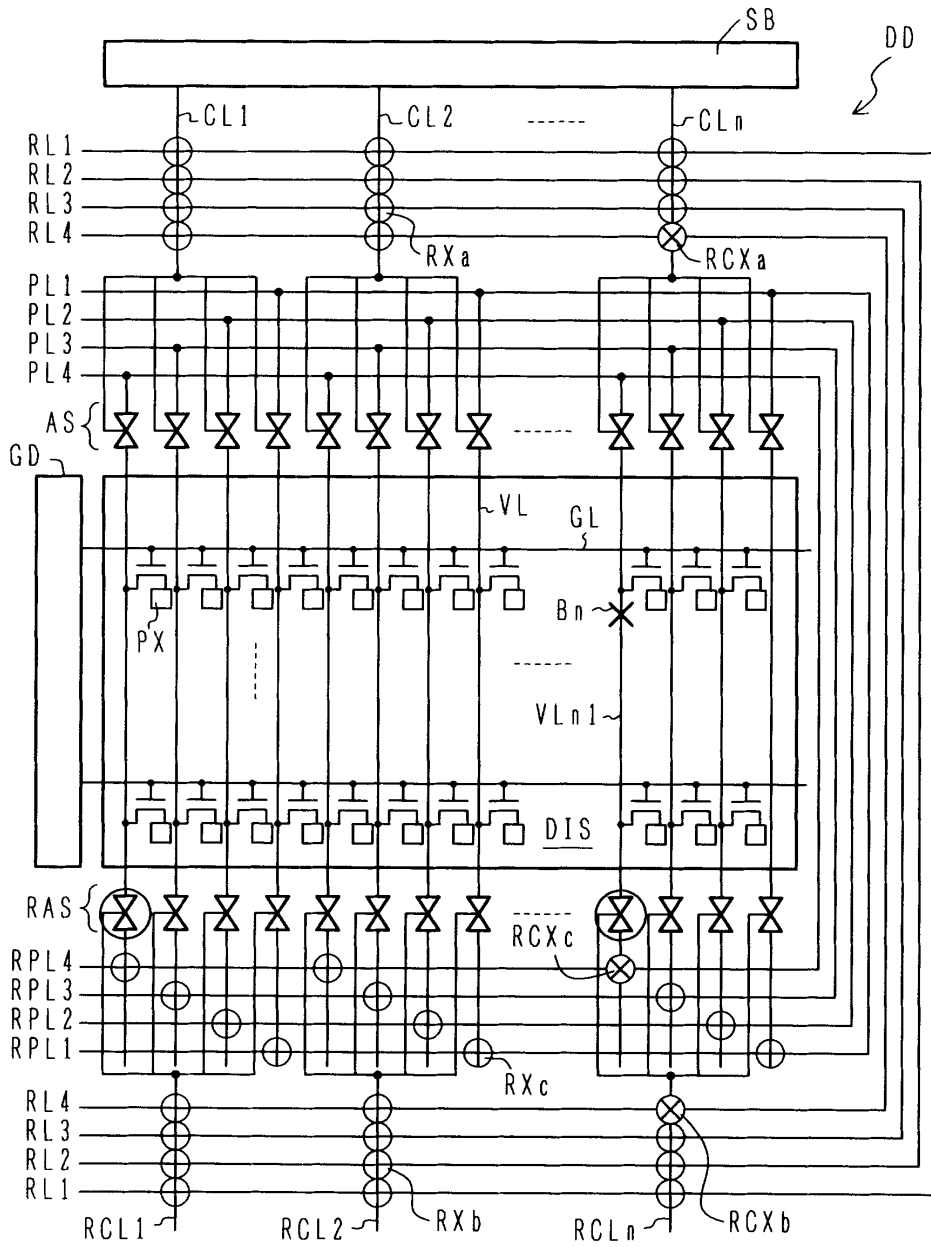 SB
DD
CL1 CL2 CLn
RL1
RL2
RL3
RL4
RXa RCXa
PL1
PL2
PL3
PL4
AS
GD
VL GL
PX Bn
VLn1
DIS
RAS
RCXc
RPL4
RPL3
RPL2
RPL1
RXc
RL4
RL3
RL2
RL1
RCL1 RCL2 RXb RCLn RCXb